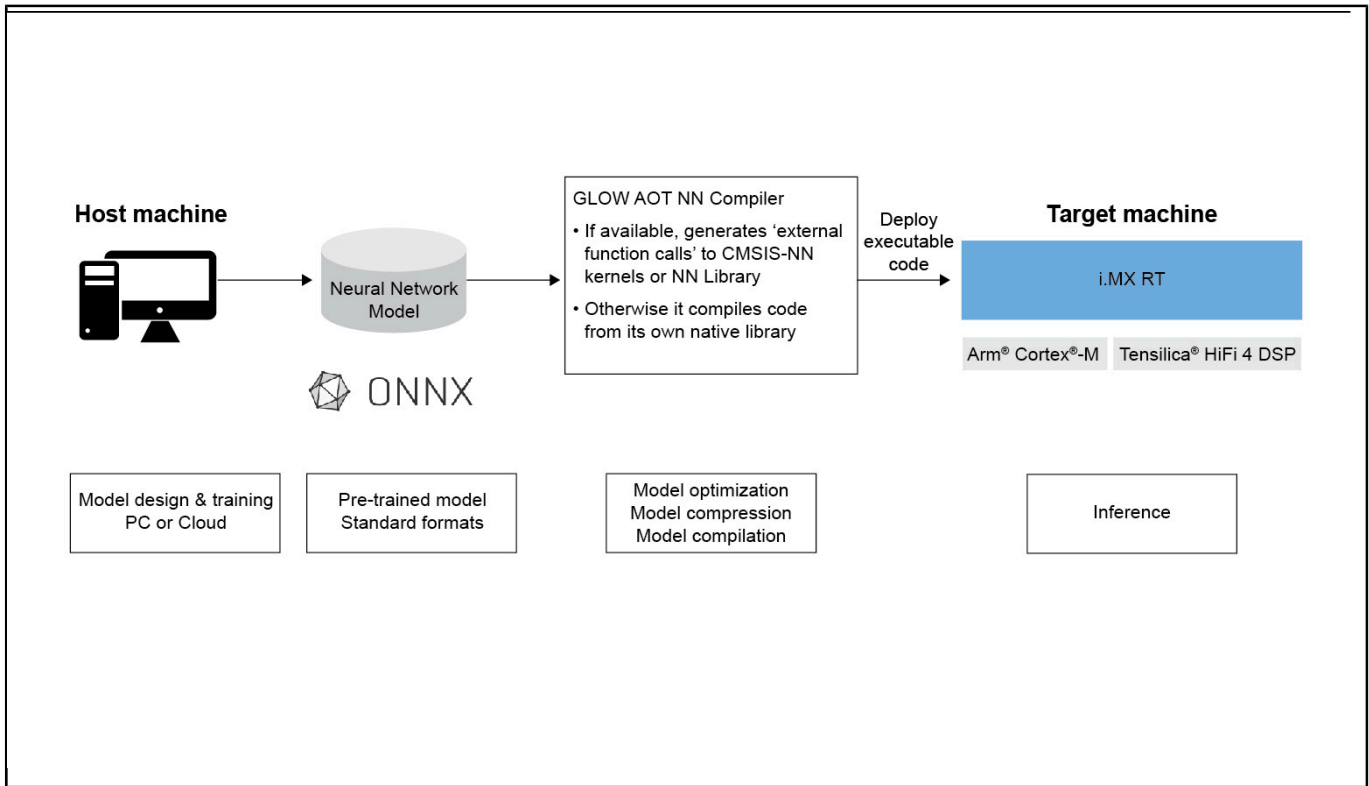 Host machine
Neural Network
Model
ONNX
GLOW AOT NN Compiler
• If available, generates ‘external
function calls’ to CMSIS-NN
kernels or NN Library
• Otherwise it compiles code
from its own native library
Deploy
executable
code
Target machine
i.MX RT
Arm® Cortex®-M
Tensilica® HiFi 4 DSP
Model design & training
PC or Cloud
Pre-trained model
Standard formats
Model optimization
Model compression
Model compilation
Inference